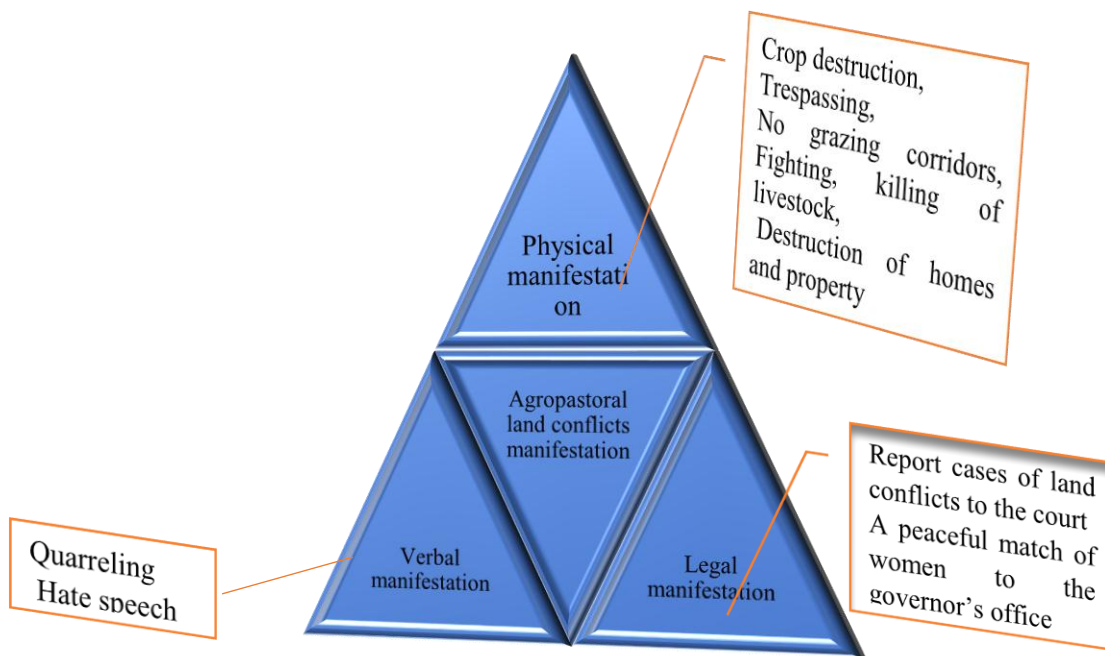 Crop destruction,
Trespassing,
No grazing corridors,
Fighting, killing of
livestock,
Destruction of homes
and property
Physical
manifestati
on
Agropastoral
land conflicts
manifestation
Report cases of land
conflicts to the court
A peaceful match of
women to the
governor's office
Quarreling
Hate speech
Verbal
manifestation
Legal
manifestation